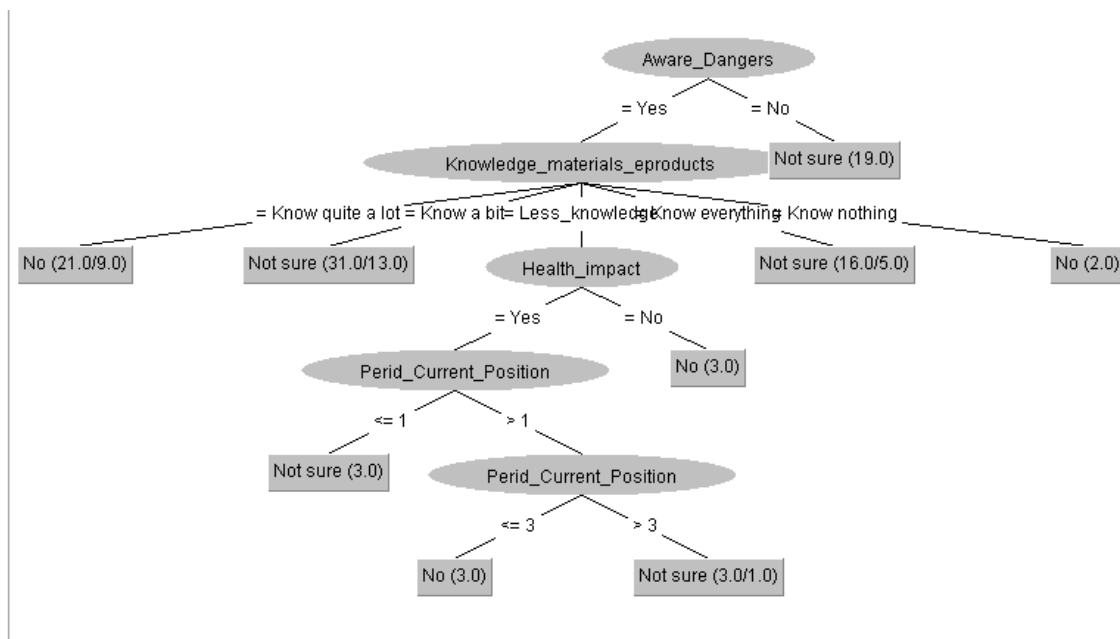 Aware_Dangers
= Yes
= No
Knowledge_materials_eproducts
Not sure (19.0)
= Know quite a lot
= Know a bit
= Less_knowledge
= Know everything
= Know nothing
No (21.0/9.0)
Not sure (31.0/13.0)
Health_impact
Not sure (16.0/5.0)
No (2.0)
= Yes
= No
Perid_Current_Position
No (3.0)
<= 1
> 1
Not sure (3.0)
Perid_Current_Position
<= 3
> 3
No (3.0)
Not sure (3.0/1.0)